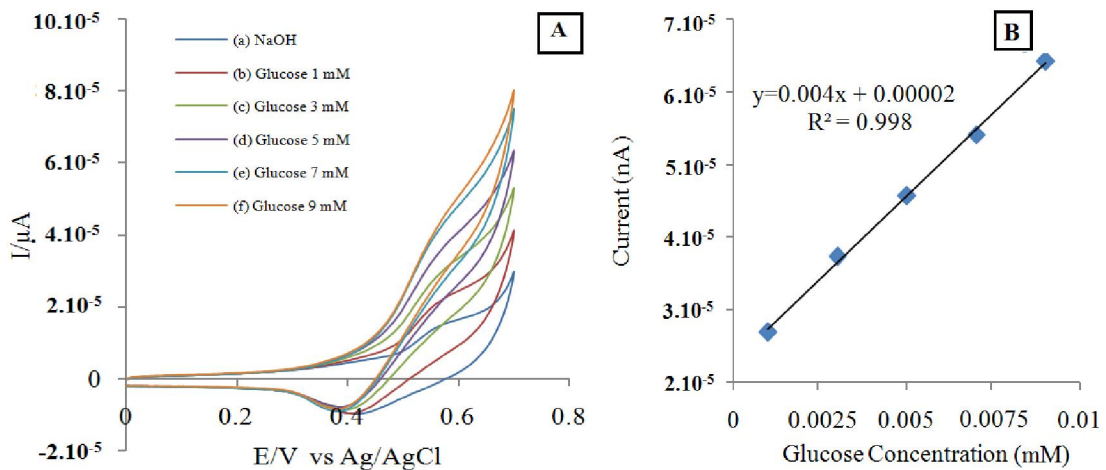 A
10.10⁻⁵
8.10⁻⁵
6.10⁻⁵
4.10⁻⁵
2.10⁻⁵
0
-2.10⁻⁵
I/µA
(a) NaOH
(b) Glucose 1 mM
(c) Glucose 3 mM
(d) Glucose 5 mM
(e) Glucose 7 mM
(f) Glucose 9 mM
0 0.2 0.4 0.6 0.8
E/V vs Ag/AgCl
B
7.10⁻⁵
6.10⁻⁵
5.10⁻⁵
4.10⁻⁵
3.10⁻⁵
2.10⁻⁵
Current (nA)
y=0.004x + 0.00002
R² = 0.998
0 0.0025 0.005 0.0075 0.01
Glucose Concentration (mM)